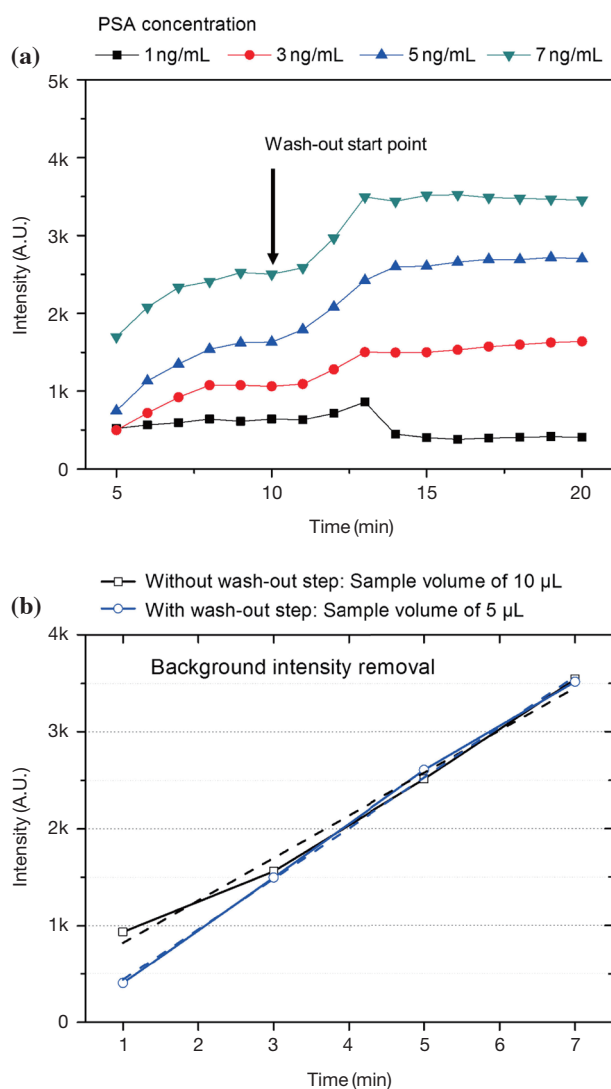 PSA concentration
(a)
1 ng/mL 3 ng/mL 5 ng/mL 7 ng/mL
5k
4k
3k
2k
1k
0
Intensity (A.U.)
Wash-out start point
5 10 15 20
Time (min)
(b)
Without wash-out step: Sample volume of 10 µL
With wash-out step: Sample volume of 5 µL
4k
3k
2k
1k
0
Intensity (A.U.)
Background intensity removal
1 2 3 4 5 6 7
Time (min)